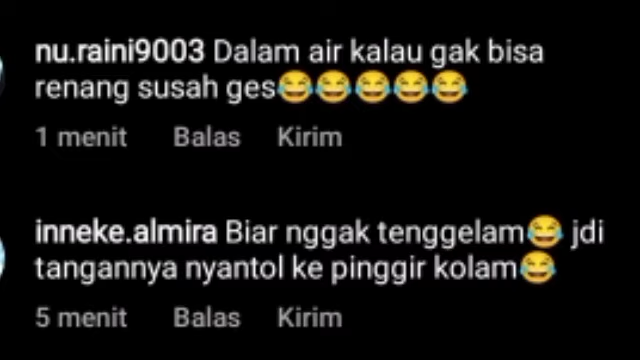 nu.raini9003 Dalam air kalau gak bisa
renang susah ges😂😂😂😂😂
1 menit Balas Kirim
inneke.almira Biar nggak tenggelam😂 jdi
tangannya nyantol ke pinggir kolam😂
5 menit Balas Kirim